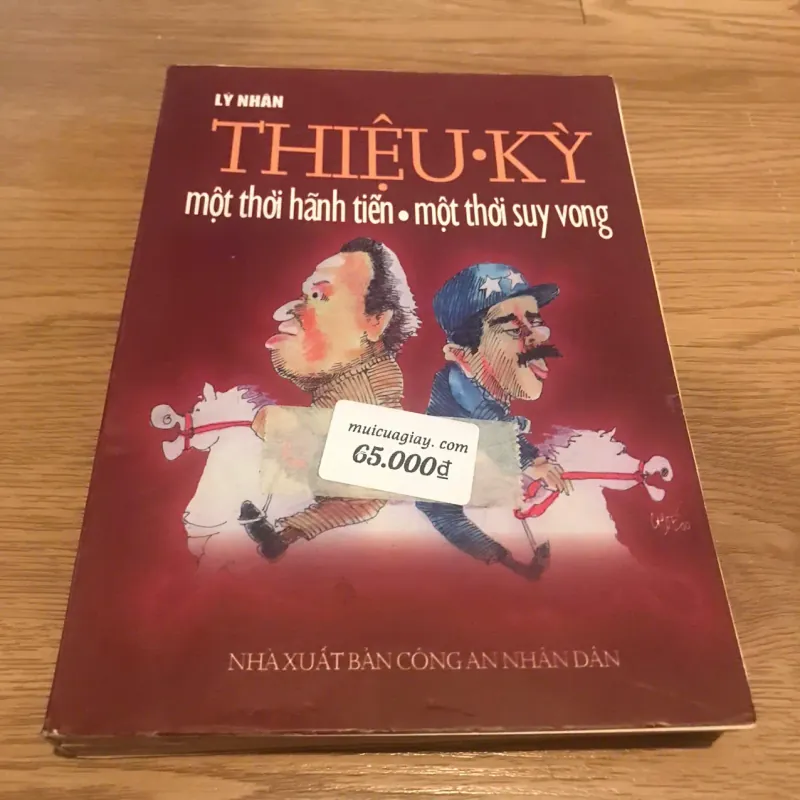 LÝ NHÂN
THIỆU•KỲ
một thời hãnh tiến • một thời suy vong
muicuagiay. com
65.000đ
NHÀ XUẤT BẢN CÔNG AN NHÂN DÂN